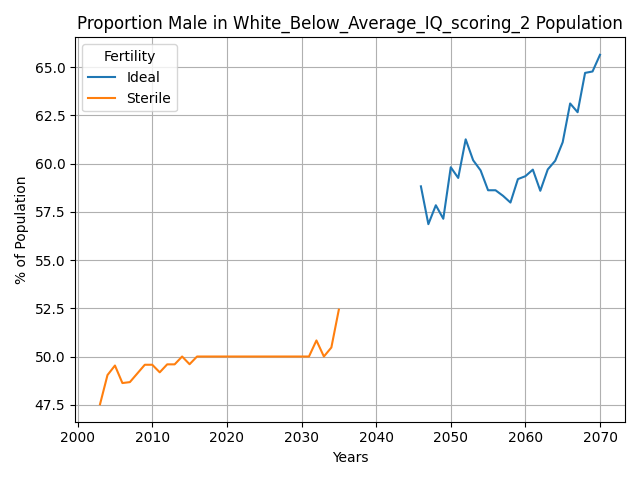 Proportion Male in White_Below_Average_IQ_scoring_2 Population
Fertility
Ideal
Sterile
65.0
62.5
60.0
57.5
55.0
52.5
50.0
47.5
% of Population
2000 2010 2020 2030 2040 2050 2060 2070
Years